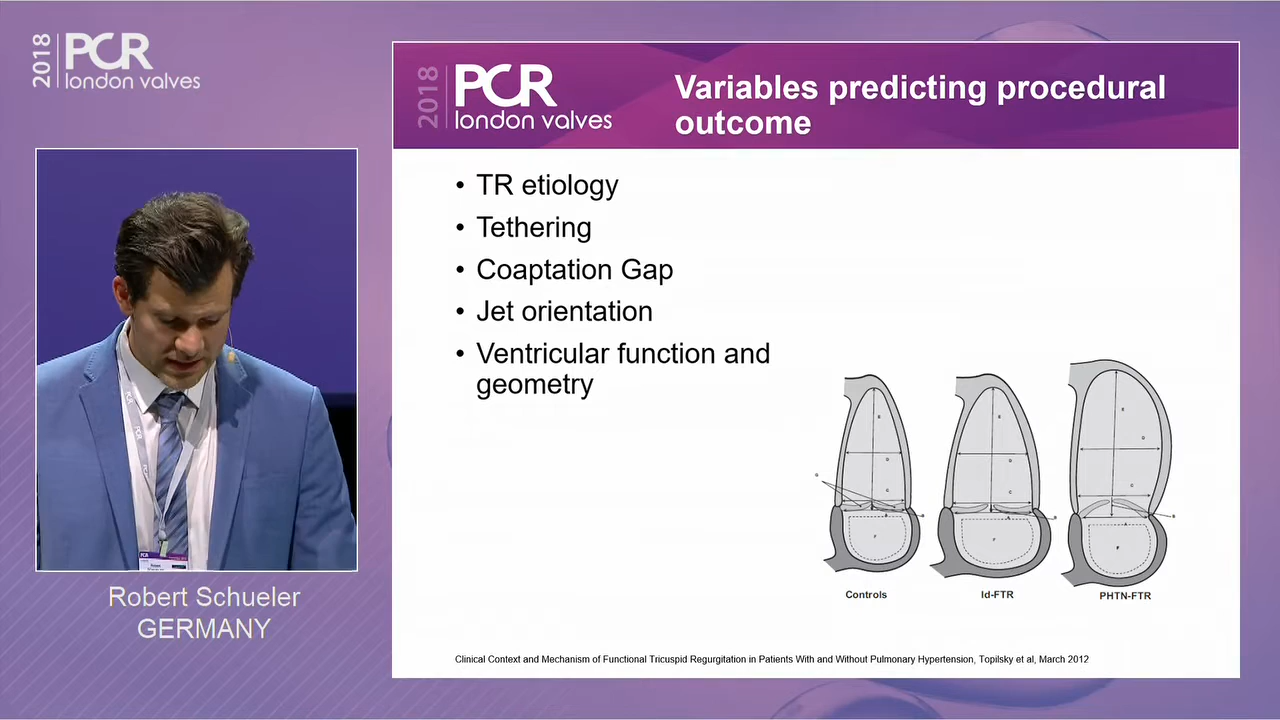 2018
PCR
london valves
Robert Schueler
GERMANY
2018
PCR
london valves
Variables predicting procedural
outcome
• TR etiology
• Tethering
• Coaptation Gap
• Jet orientation
• Ventricular function and
geometry
Controls
Id-FTR
PHTN-FTR
Clinical Context and Mechanism of Functional Tricuspid Regurgitation in Patients With and Without Pulmonary Hypertension, Topilsky et al, March 2012